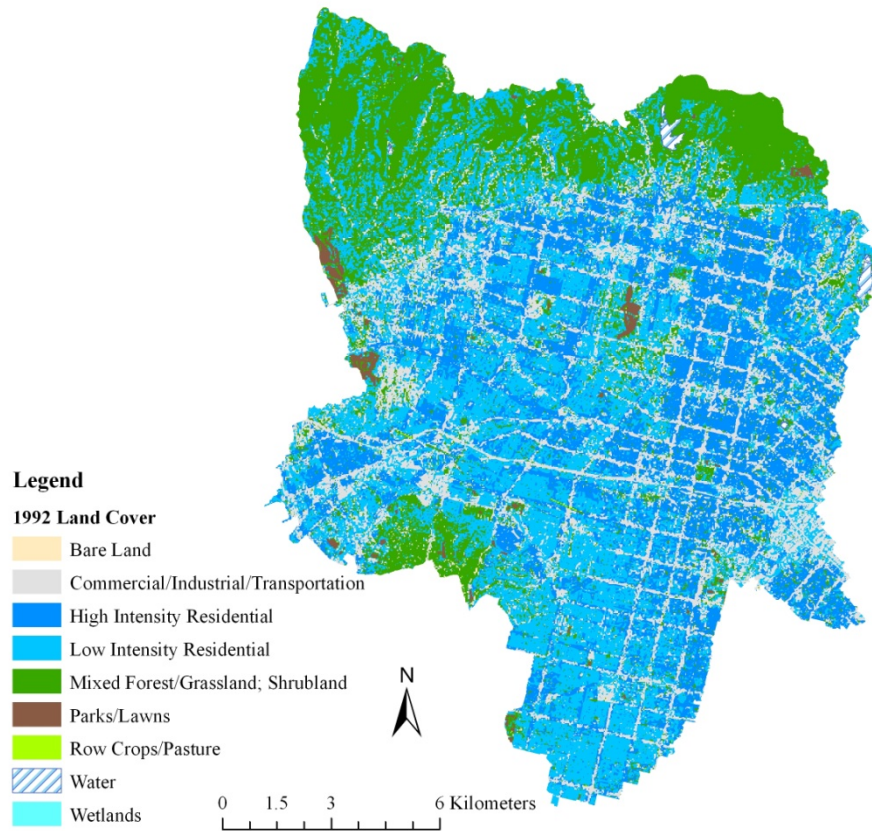 Legend
1992 Land Cover
Bare Land
Commercial/Industrial/Transportation
High Intensity Residential
Low Intensity Residential
Mixed Forest/Grassland; Shrubland
Parks/Lawns
Row Crops/Pasture
Water
Wetlands
N
0 1.5 3 6 Kilometers